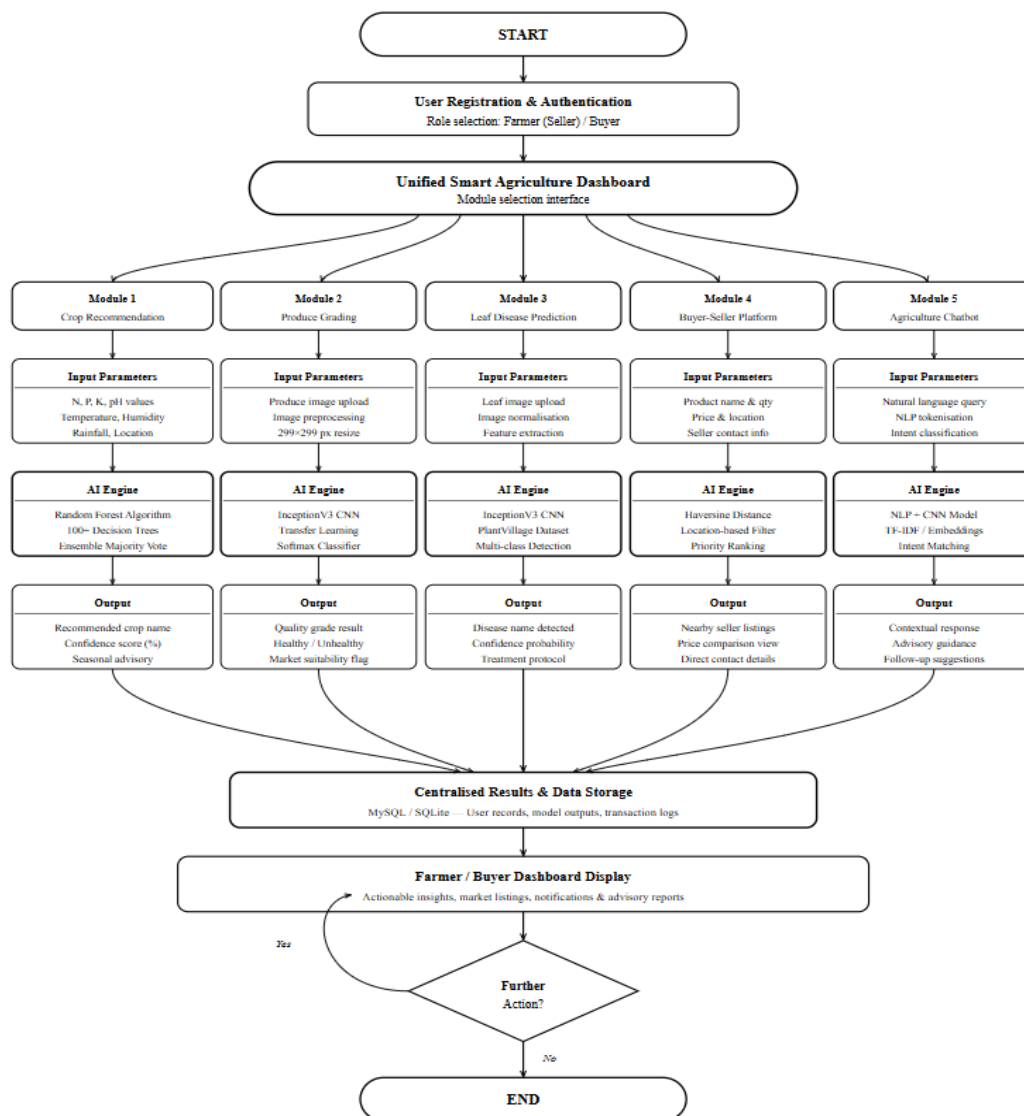 START
User Registration & Authentication
Role selection: Farmer (Seller) / Buyer
Unified Smart Agriculture Dashboard
Module selection interface
Module 1
Crop Recommendation
Module 2
Produce Grading
Module 3
Leaf Disease Prediction
Module 4
Buyer-Seller Platform
Module 5
Agriculture Chatbot
Input Parameters
N, P, K, pH values
Temperature, Humidity
Rainfall, Location
Input Parameters
Produce image upload
Image preprocessing
299×299 px resize
Input Parameters
Leaf image upload
Image normalisation
Feature extraction
Input Parameters
Product name & qty
Price & location
Seller contact info
Input Parameters
Natural language query
NLP tokenisation
Intent classification
AI Engine
Random Forest Algorithm
100+ Decision Trees
Ensemble Majority Vote
AI Engine
InceptionV3 CNN
Transfer Learning
Softmax Classifier
AI Engine
InceptionV3 CNN
PlantVillage Dataset
Multi-class Detection
AI Engine
Haversine Distance
Location-based Filter
Priority Ranking
AI Engine
NLP + CNN Model
TF-IDF / Embeddings
Intent Matching
Output
Recommended crop name
Confidence score (%)
Seasonal advisory
Output
Quality grade result
Healthy / Unhealthy
Market suitability flag
Output
Disease name detected
Confidence probability
Treatment protocol
Output
Nearby seller listings
Price comparison view
Direct contact details
Output
Contextual response
Advisory guidance
Follow-up suggestions
Centralised Results & Data Storage
MySQL / SQLite — User records, model outputs, transaction logs
Farmer / Buyer Dashboard Display
Actionable insights, market listings, notifications & advisory reports
Yes
Further
Action?
No
END